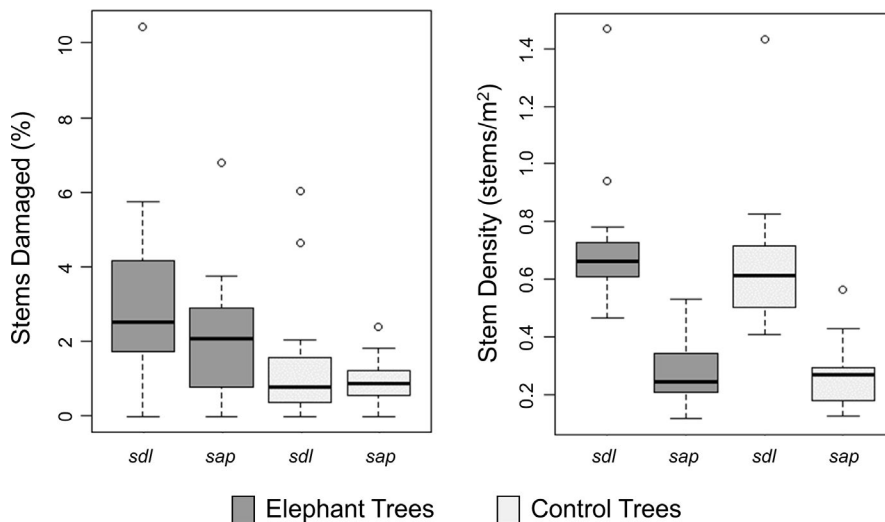 Stems Damaged (%)
10
8
6
4
2
0
sdl sap sdl sap
Stem Density (stems/m²)
1.4
1.2
1.0
0.8
0.6
0.4
0.2
sdl sap sdl sap
Elephant Trees Control Trees